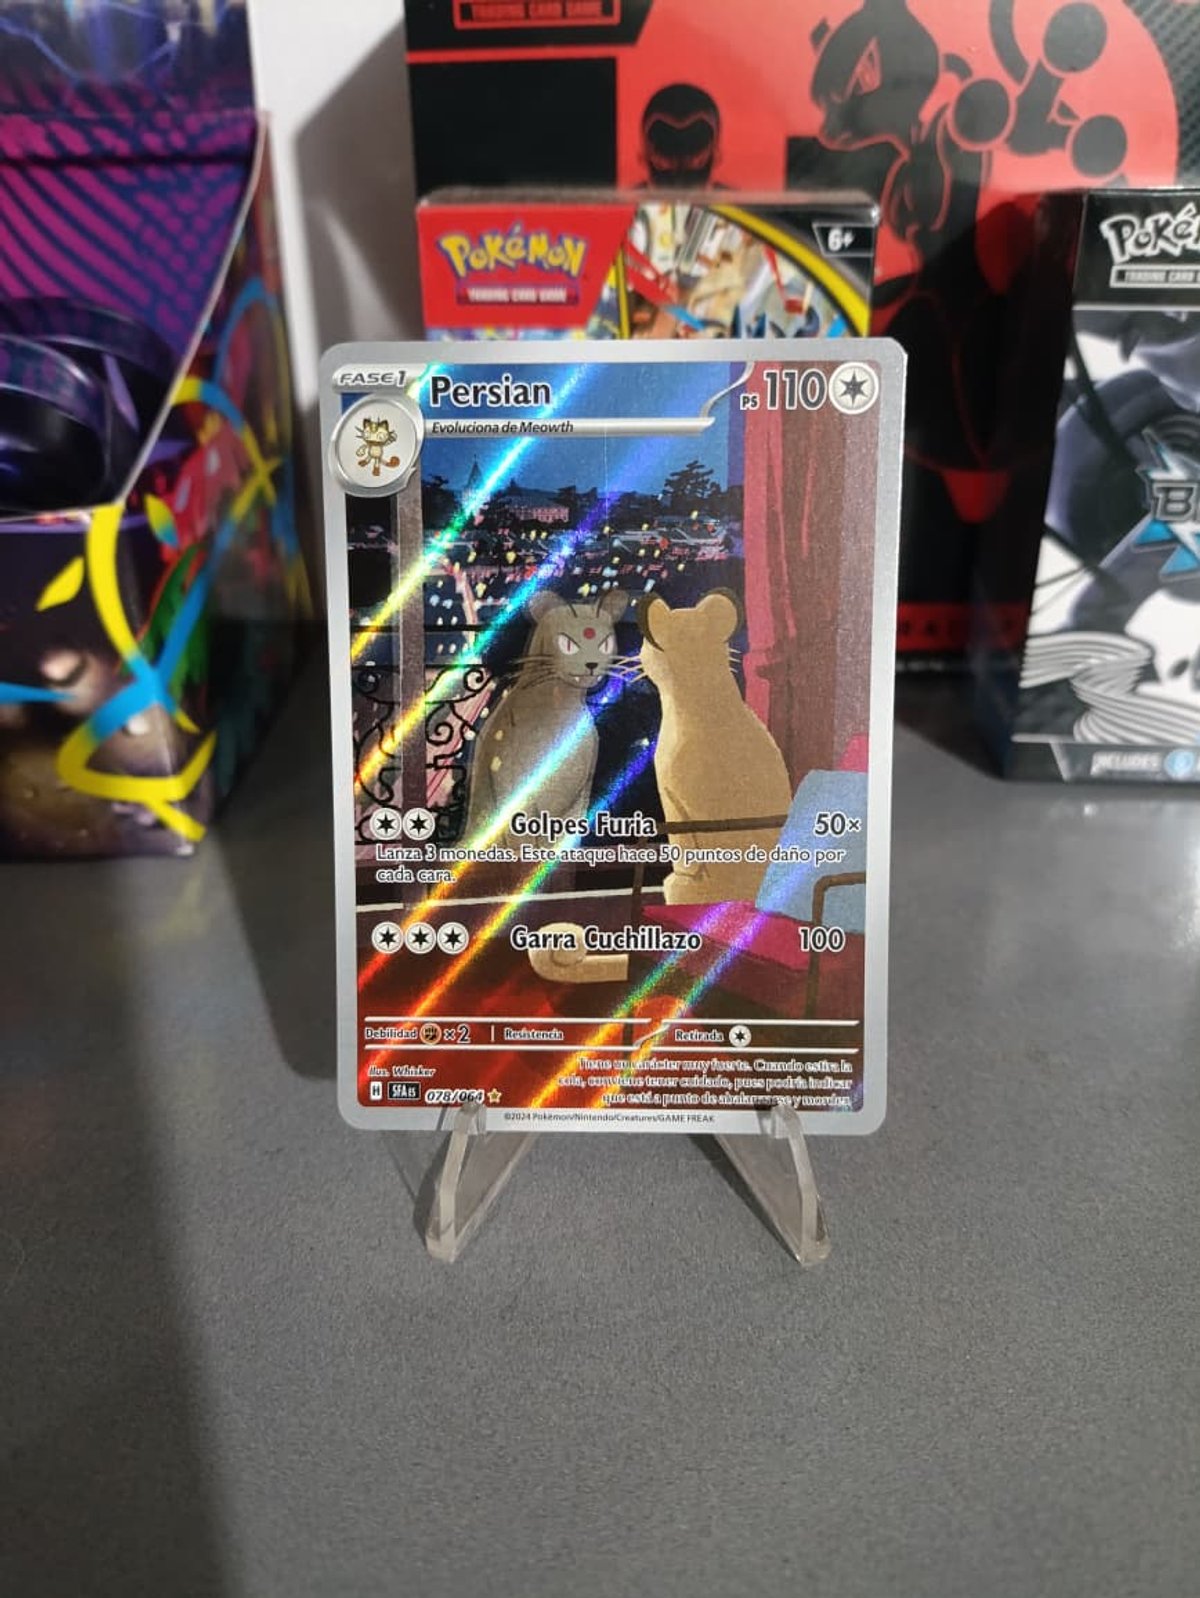 TRADING CARD GAME
POKéMON
TRADING CARD GAME
6+
POKé
TRADING CARD
INCLUDES
FASE 1
Persian
PS 110
Evoluciona de Meowth
Golpes Furia 50×
Lanza 3 monedas. Este ataque hace 50 puntos de daño por
cada cara.
Garra Cuchillazo 100
Debilidad ×2 Resistencia Retirada
Illus. Whisker
Tiene un carácter muy fuerte. Cuando estira la
cola, conviene tener cuidado, pues podría indicar
que está a punto de abalanzarse y morder.
H SFA ES 078/064
©2024 Pokémon/Nintendo/Creatures/GAME FREAK